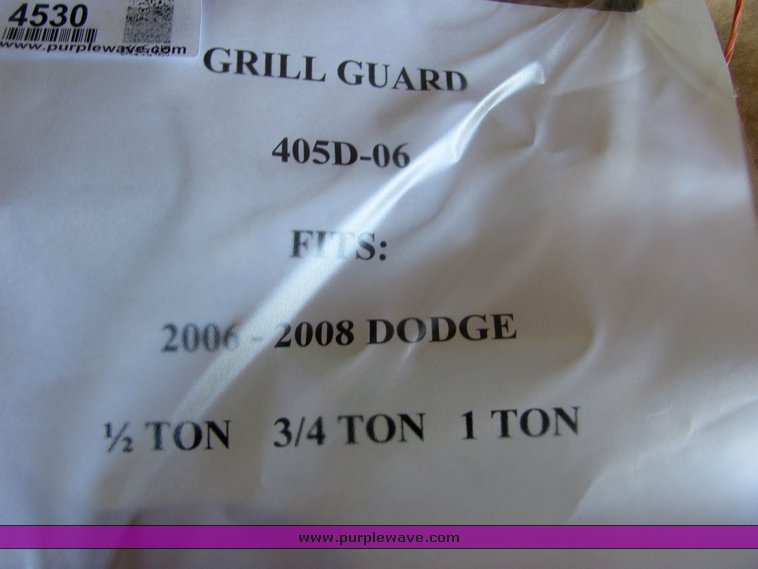 4530
www.purplewave.com
GRILL GUARD
405D-06
FITS:
2006 - 2008 DODGE
½ TON 3/4 TON 1 TON
www.purplewave.com